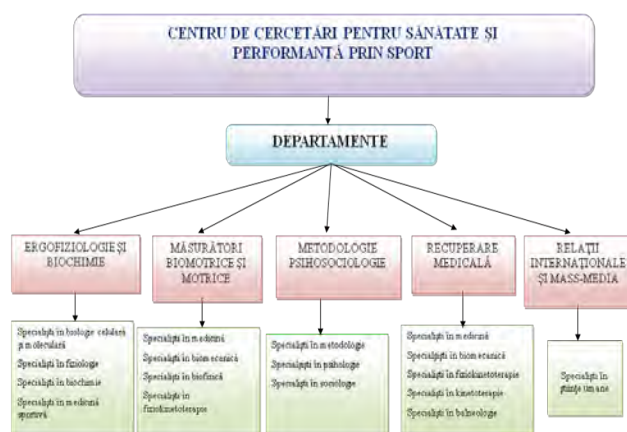 CENTRU DE CERCETĂRI PENTRU SĂNĂTATE ȘI
PERFORMANȚĂ PRIN SPORT
DEPARTAMENTE
ERGOFIZIOLOGIE ȘI
BIOCHIMIE
MĂSURĂTORI
BIOMOTRICE ȘI
MOTRICE
METODOLOGIE
PSIHOSOCIOLOGIE
RECUPERARE
MEDICALĂ
RELAȚII
INTERNAȚIONALE
ȘI MASS-MEDIA
Specialiști în biologie celulară
și moleculară
Specialiști în fiziologie
Specialiști în biochimie
Specialiști în medicină
sportivă
Specialiști în medicină
Specialiști în biomecanică
Specialiști în biofizică
Specialiști în
fiziokinetoterapie
Specialiști în metodologie
Specialiști în psihologie
Specialiști în sociologie
Specialiști în medicină
Specialiști în biomecanică
Specialiști în fiziokinetoterapie
Specialiști în kinetoterapie
Specialiști în balneologie
Specialiști în
științe umane